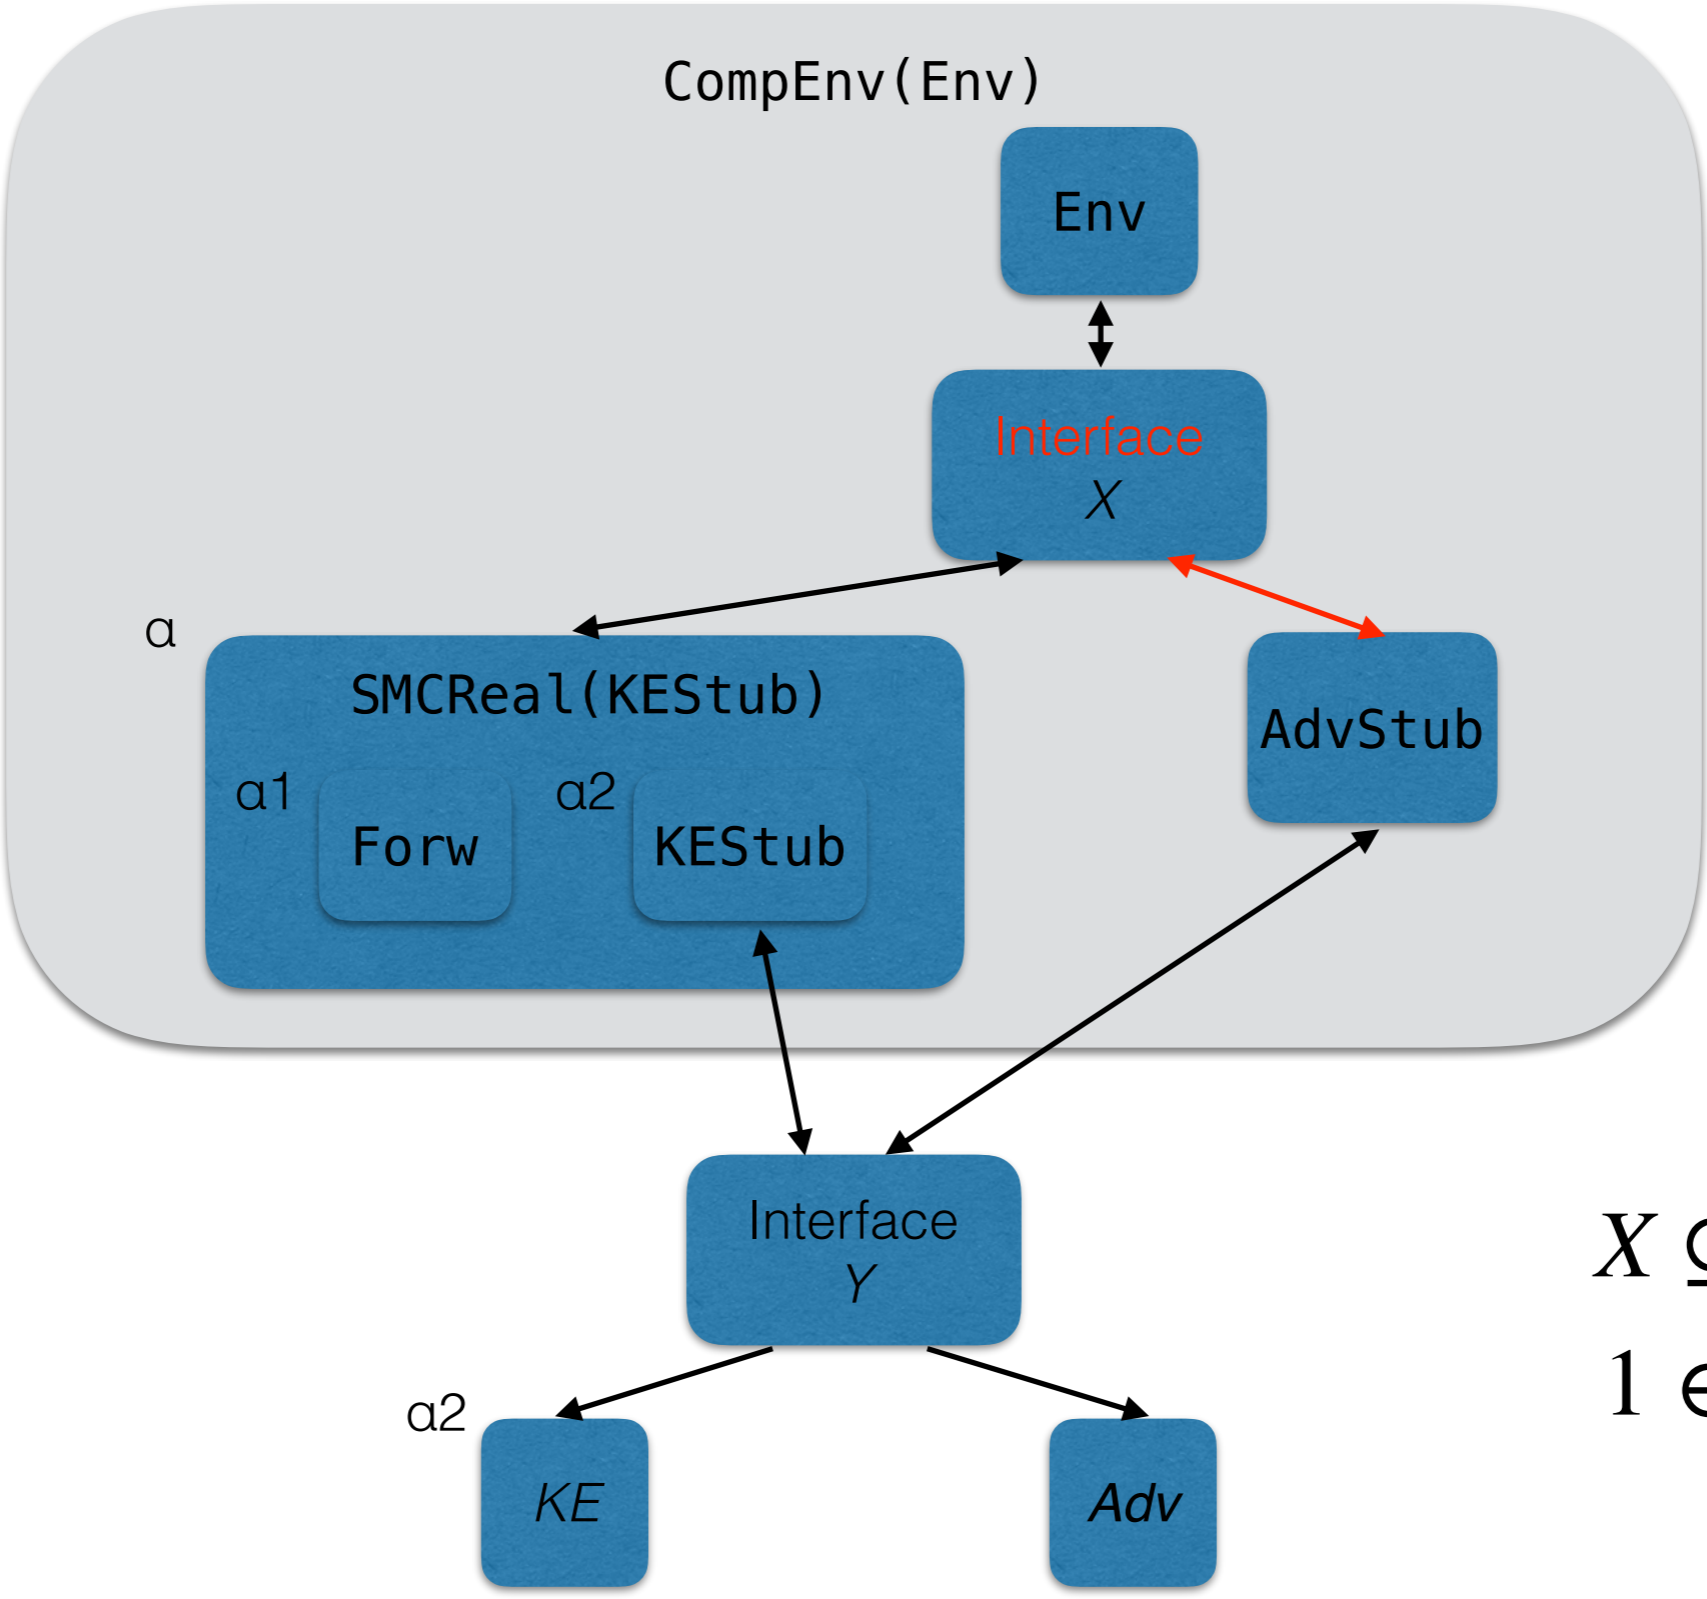 CompEnv(Env)
Env
Interface
X
α
SMCReal(KEStub)
AdvStub
α1
Forw
α2
KEStub
Interface
Y
X
1
α2
KE
Adv